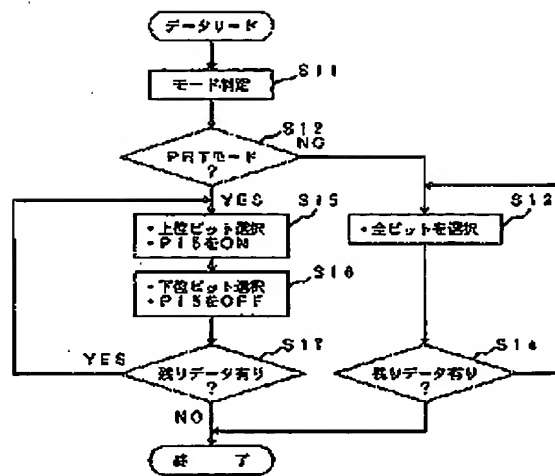 データリード
S11
モード判定
S12
NO
PRTモード
?
YES
S15
・上位ビット選択
・P15をON
S12
・全ビットを選択
S16
・下位ビット選択
・P15をOFF
S17
YES
残りデータ有り
?
S14
残りデータ有り
?
NO
終 了